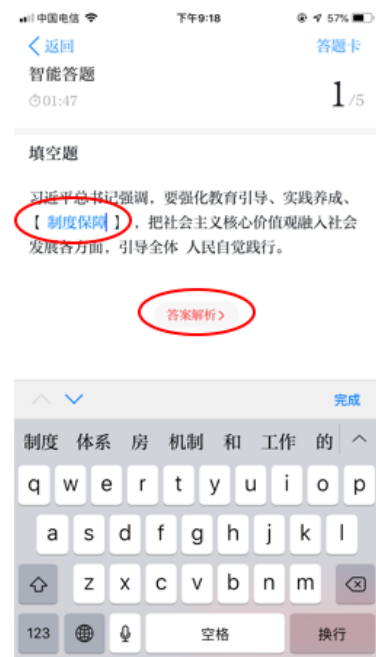 中国电信 下午9:18 57%
返回 答题卡
智能答题
01:47 1/5
填空题
习近平总书记强调，要强化教育引导、实践养成、
【 制度保障 】，把社会主义核心价值观融入社会
发展各方面，引导全体 人民自觉践行。
答案解析>
完成
制度 体系 房 机制 和 工作 的
q w e r t y u i o p
a s d f g h j k l
z x c v b n m
123 空格 换行